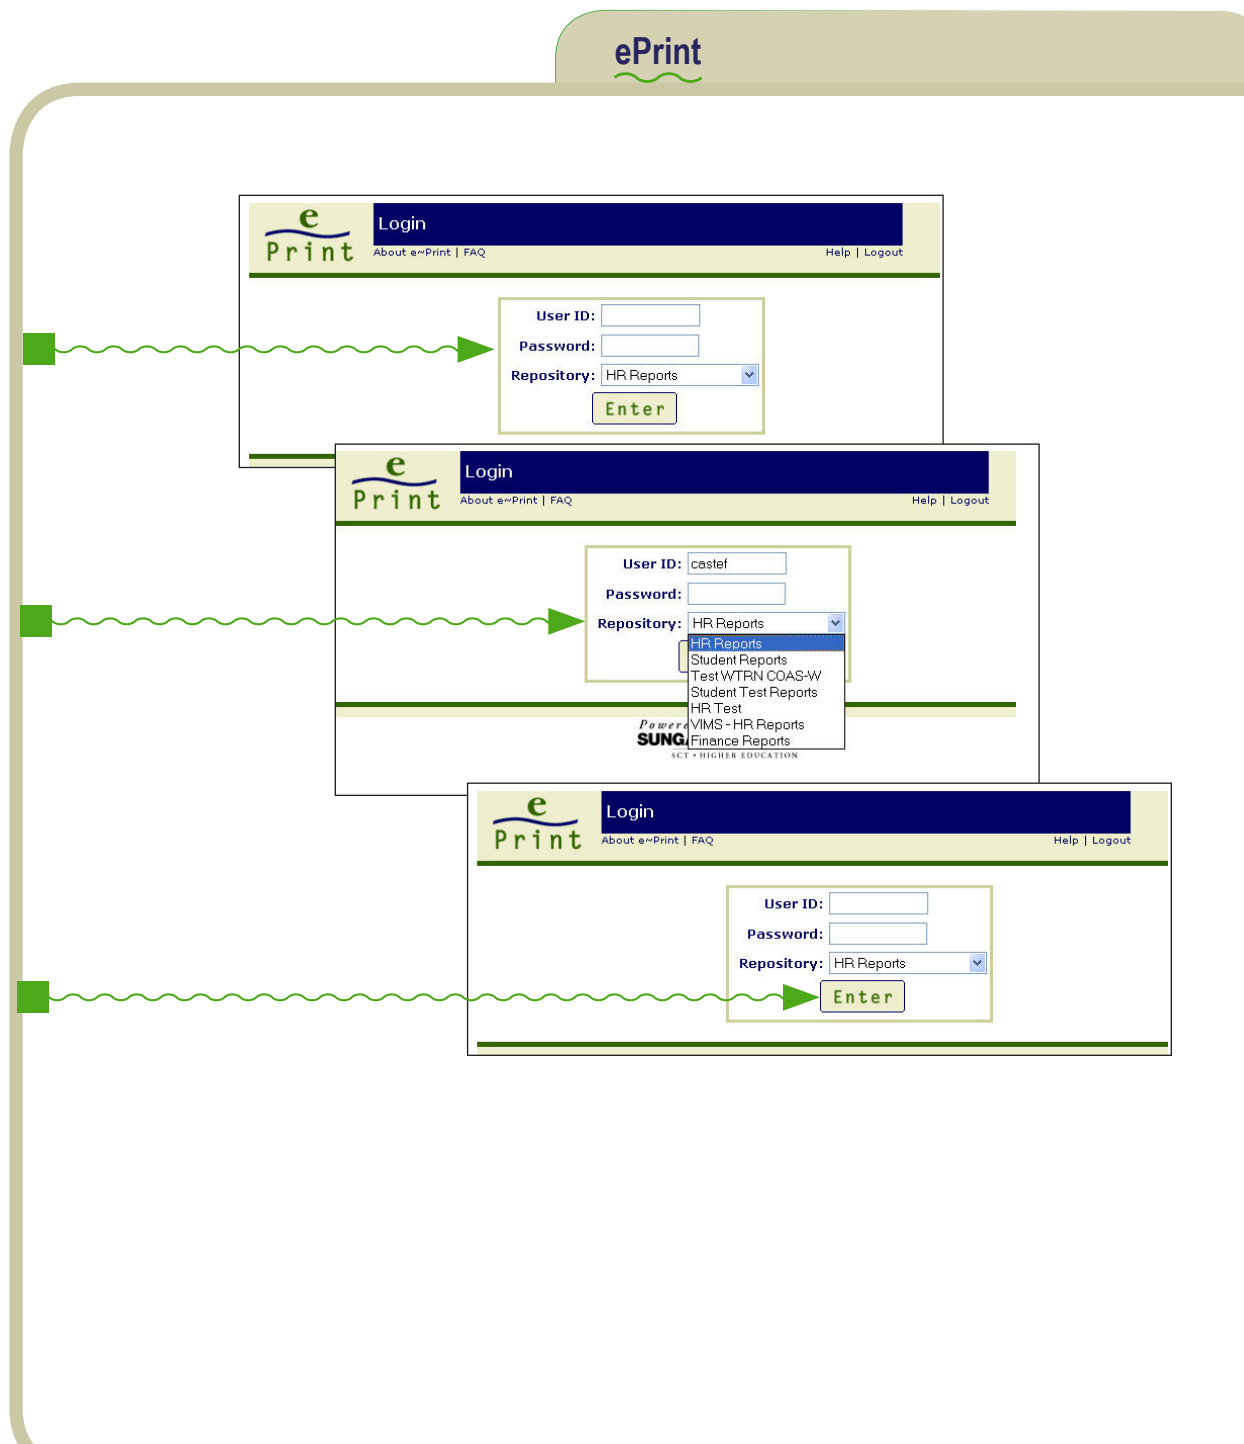 ePrint
e
Print
Login
About e~Print | FAQ
Help | Logout
User ID:
Password:
Repository: HR Reports
Enter
e
Print
Login
About e~Print | FAQ
Help | Logout
User ID: castef
Password:
Repository: HR Reports
HR Reports
Student Reports
Test WTRN COAS-W
Student Test Reports
HR Test
VIMS - HR Reports
Finance Reports
SCT • HIGHER EDUCATION
e
Print
Login
About e~Print | FAQ
Help | Logout
User ID:
Password:
Repository: HR Reports
Enter